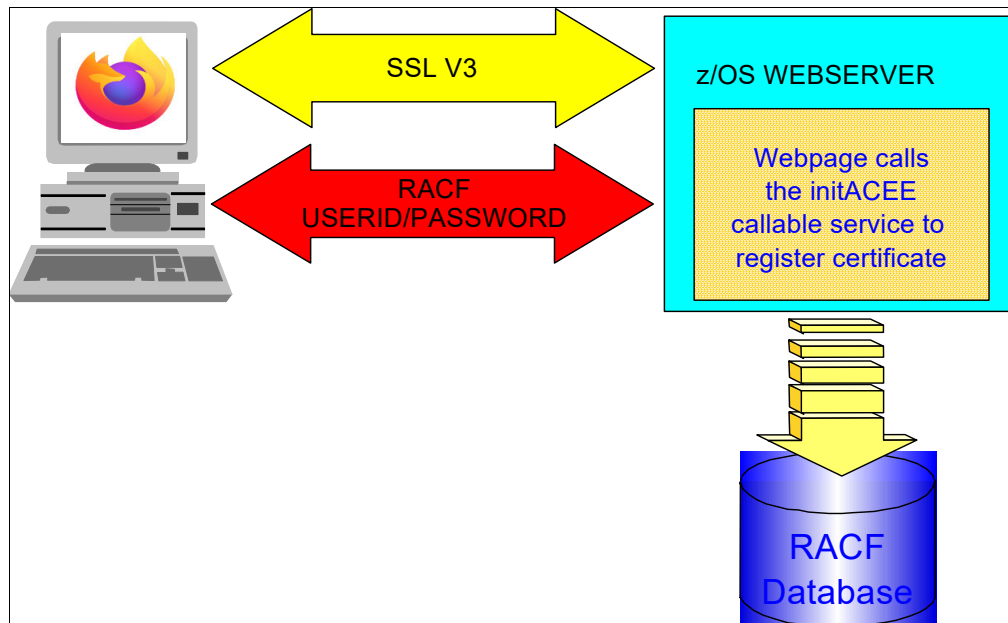 SSL V3
z/OS WEBSERVER
Webpage calls
the initACEE
callable service to
register certificate
RACF
USERID/PASSWORD
RACF
Database